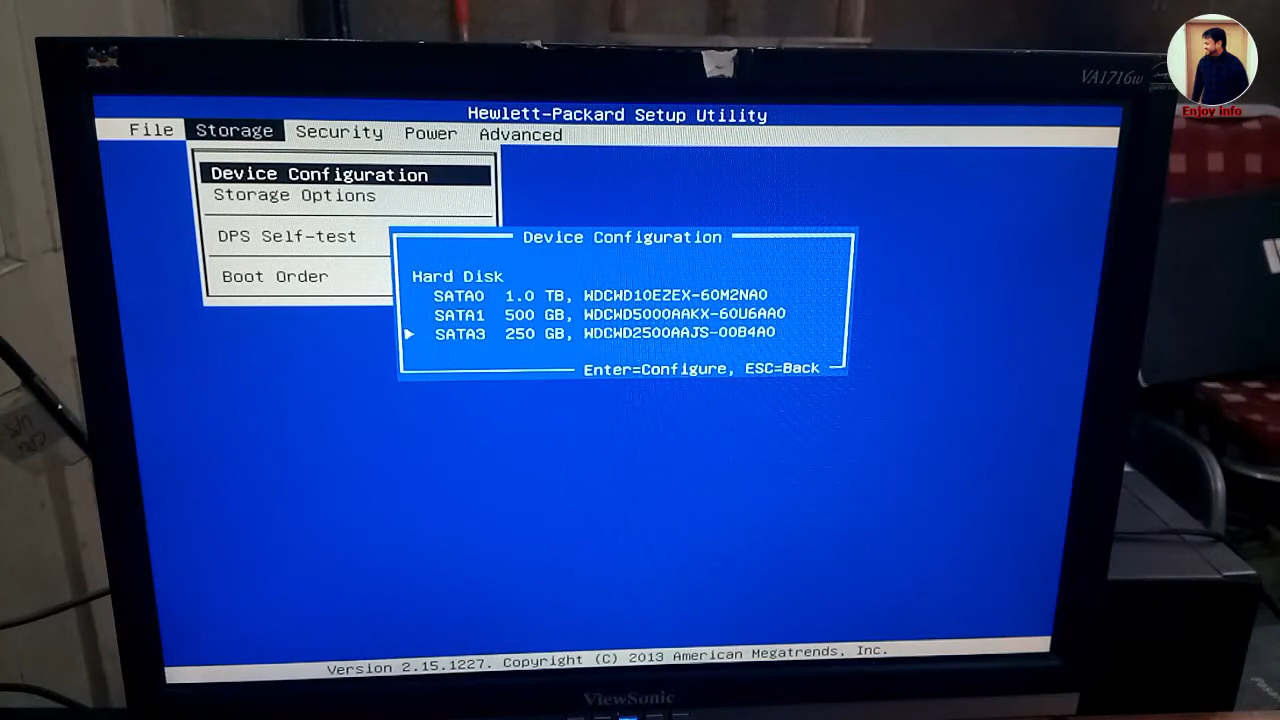 VA1716w
Enjoy info
Hewlett-Packard Setup Utility
File Storage Security Power Advanced
Device Configuration
Storage Options
DPS Self-test
Boot Order
Device Configuration
Hard Disk
SATA0 1.0 TB, WDCWD10EZEX-60M2NA0
SATA1 500 GB, WDCWD5000AAKX-60U6AA0
SATA3 250 GB, WDCWD2500AAJS-00B4A0
Enter=Configure, ESC=Back
Version 2.15.1227. Copyright (C) 2013 American Megatrends, Inc.
ViewSonic